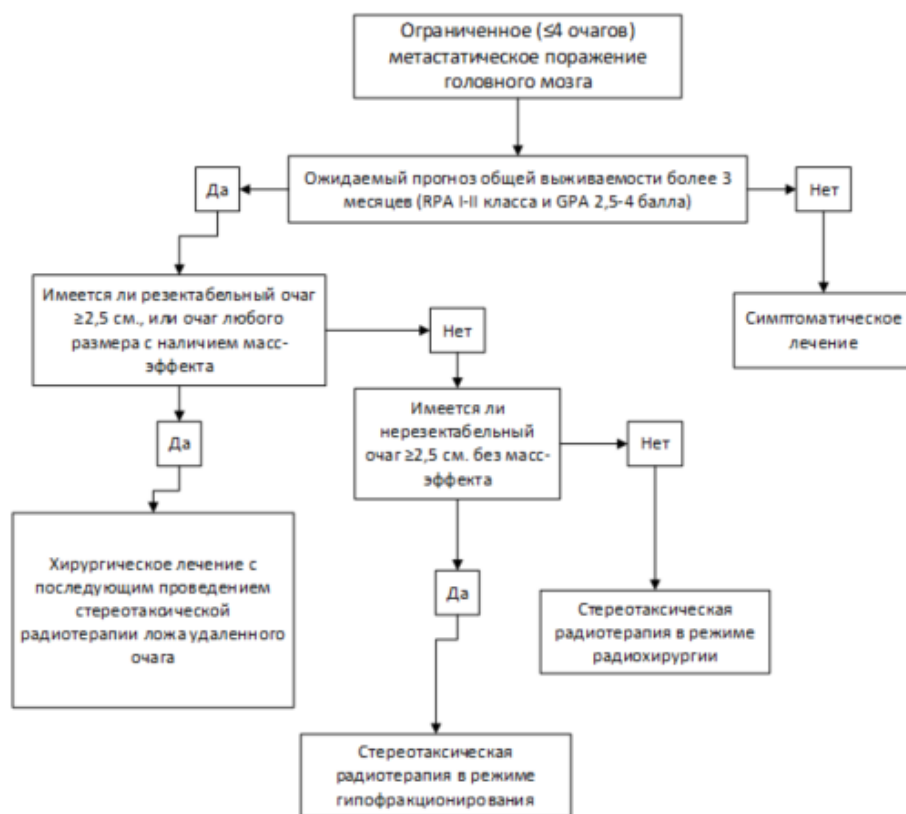 Ограниченное (≤4 очагов)
метастатическое поражение
головного мозга
Да
Ожидаемый прогноз общей выживаемости более 3
месяцев (RPA I-II класса и GPA 2,5-4 балла)
Нет
Имеется ли резектабельный очаг
≥2,5 см., или очаг любого
размера с наличием масс-
эффекта
Нет
Симптоматическое
лечение
Да
Имеется ли
нерезектабельный
очаг ≥2,5 см. без масс-
эффекта
Нет
Хирургическое лечение с
последующим проведением
стереотаксической
радиотерапии ложа удаленного
очага
Да
Стереотаксическая
радиотерапия в режиме
радиохирургии
Стереотаксическая
радиотерапия в режиме
гипофракционирования